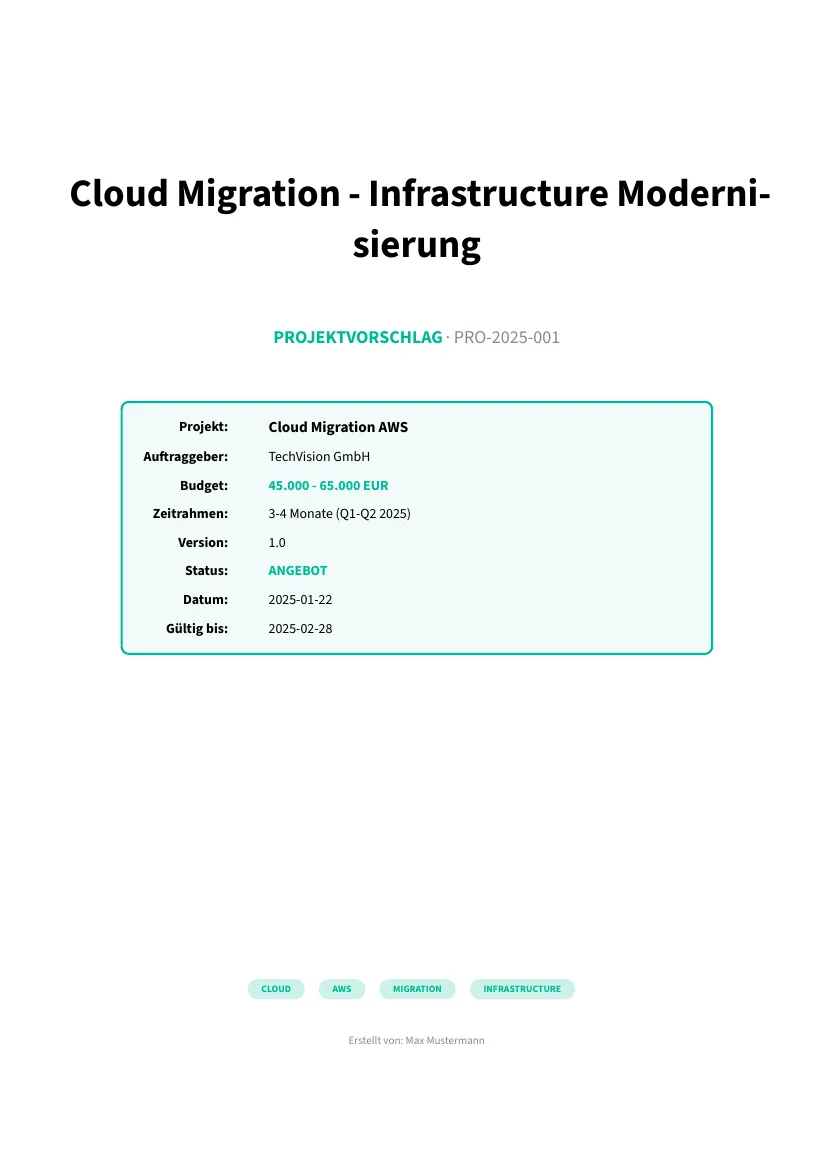 Cloud Migration - Infrastructure Moderni-
sierung
PROJEKTVORSCHLAG · PRO-2025-001
Projekt: Cloud Migration AWS
Auftraggeber: TechVision GmbH
Budget: 45.000 - 65.000 EUR
Zeitrahmen: 3-4 Monate (Q1-Q2 2025)
Version: 1.0
Status: ANGEBOT
Datum: 2025-01-22
Gültig bis: 2025-02-28
CLOUD AWS MIGRATION INFRASTRUCTURE
Erstellt von: Max Mustermann